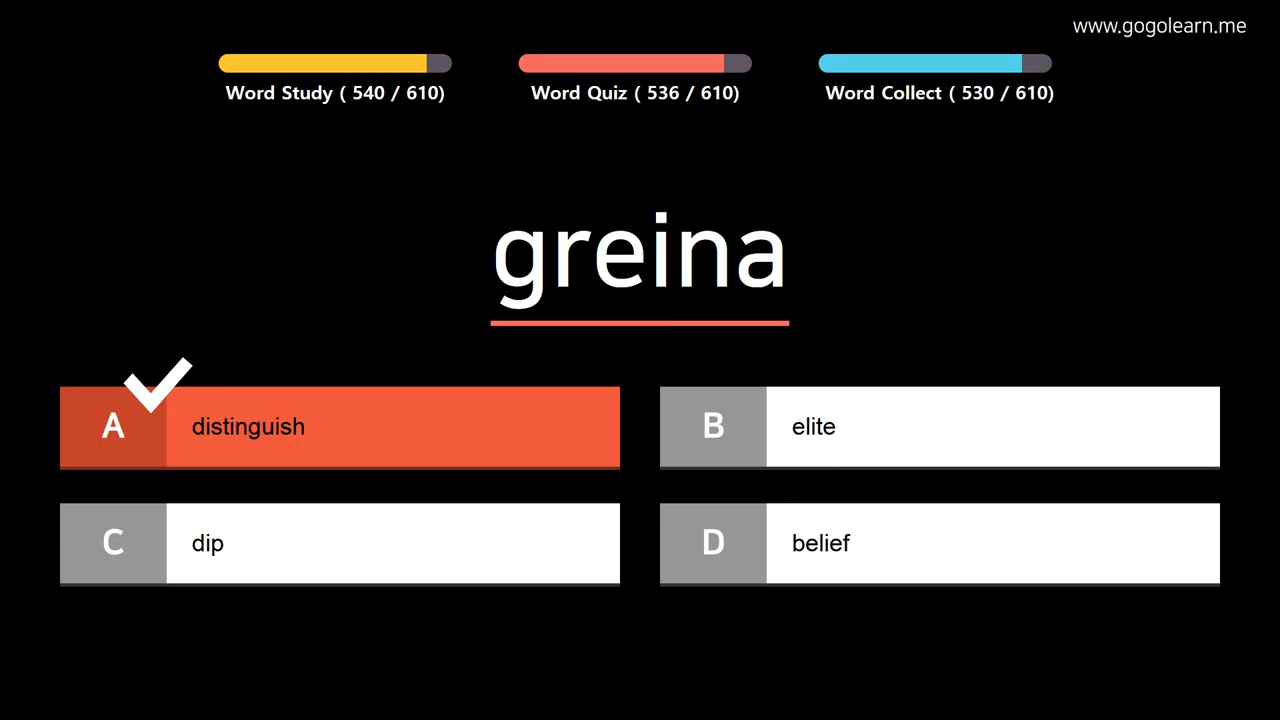 www.gogolearn.me
Word Study ( 540 / 610)
Word Quiz ( 536 / 610)
Word Collect ( 530 / 610)
greina
A distinguish
B elite
C dip
D belief